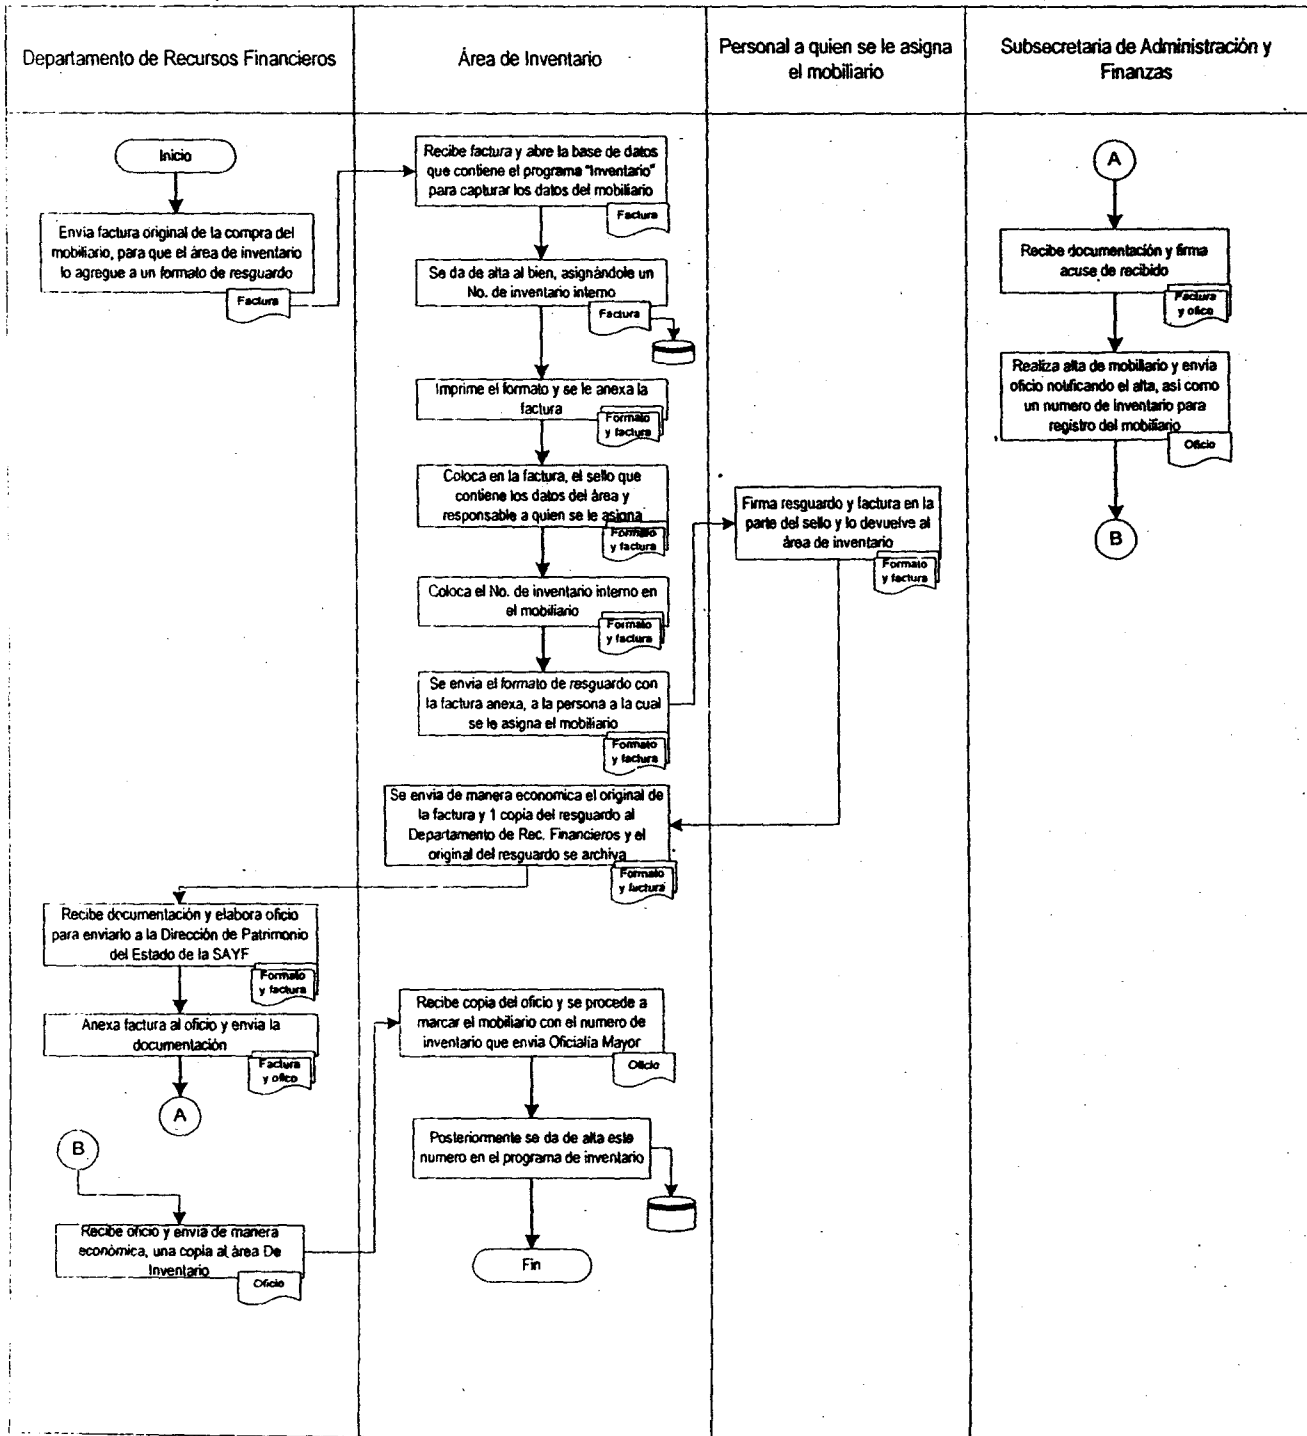 Departamento de Recursos Financieros
Área de Inventario
Personal a quien se le asigna
el mobiliario
Subsecretaria de Administración y
Finanzas
Inicio
Envia factura original de la compra del
mobiliario, para que el área de inventario
lo agregue a un formato de resguardo
Factura
Recibe factura y abre la base de datos
que contiene el programa "Inventario"
para capturar los datos del mobiliario
Factura
Se da de alta al bien, asignándole un
No. de inventario interno
Factura
Imprime el formato y se le anexa la
factura
Formato
y factura
Coloca en la factura, el sello que
contiene los datos del área y
responsable a quien se le asigna
Formato
y factura
Coloca el No. de inventario interno en
el mobiliario
Formato
y factura
Se envia el formato de resguardo con
la factura anexa, a la persona a la cual
se le asigna el mobiliario
Formato
y factura
Firma resguardo y factura en la
parte del sello y lo devuelve al
área de inventario
Formato
y factura
Se envia de manera economica el original de
la factura y 1 copia del resguardo al
Departamento de Rec. Financieros y el
original del resguardo se archiva
Formato
y factura
Recibe documentación y elabora oficio
para enviarlo a la Dirección de Patrimonio
del Estado de la SAYF
Formato
y factura
Anexa factura al oficio y envia la
documentación
Factura
y ofico
A
A
Recibe documentación y firma
acuse de recibido
Factura
y ofico
Realiza alta de mobiliario y envía
oficio notificando el alta, asi como
un numero de inventario para
registro del mobiliario
Oficio
B
B
Recibe oficio y envia de manera
económica, una copia al área De
Inventario
Oficio
Recibe copia del oficio y se procede a
marcar el mobiliario con el numero de
inventario que envia Oficialía Mayor
Oficio
Posteriormente se da de alta este
numero en el programa de inventario
Fin